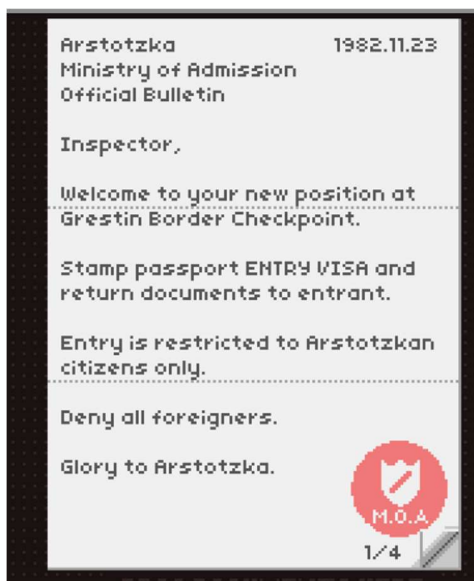 Arstotzka 1982.11.23
Ministry of Admission
Official Bulletin
Inspector,
Welcome to your new position at
Grestin Border Checkpoint.
Stamp passport ENTRY VISA and
return documents to entrant.
Entry is restricted to Arstotzkan
citizens only.
Deny all foreigners.
Glory to Arstotzka.
M.O.A
1/4